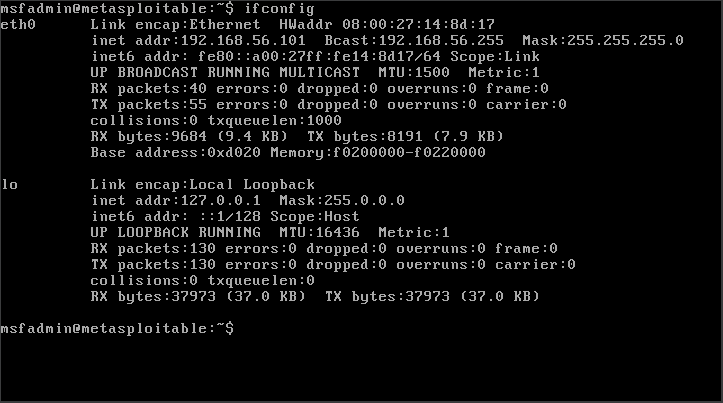 msfadmin@metasploitable:~$ ifconfig
eth0      Link encap:Ethernet  HWaddr 08:00:27:14:8d:17
          inet addr:192.168.56.101  Bcast:192.168.56.255  Mask:255.255.255.0
          inet6 addr: fe80::a00:27ff:fe14:8d17/64 Scope:Link
          UP BROADCAST RUNNING MULTICAST  MTU:1500  Metric:1
          RX packets:40 errors:0 dropped:0 overruns:0 frame:0
          TX packets:55 errors:0 dropped:0 overruns:0 carrier:0
          collisions:0 txqueuelen:1000
          RX bytes:9684 (9.4 KB)  TX bytes:8191 (7.9 KB)
          Base address:0xd020 Memory:f0200000-f0220000
lo        Link encap:Local Loopback
          inet addr:127.0.0.1  Mask:255.0.0.0
          inet6 addr: ::1/128 Scope:Host
          UP LOOPBACK RUNNING  MTU:16436  Metric:1
          RX packets:130 errors:0 dropped:0 overruns:0 frame:0
          TX packets:130 errors:0 dropped:0 overruns:0 carrier:0
          collisions:0 txqueuelen:0
          RX bytes:37973 (37.0 KB)  TX bytes:37973 (37.0 KB)
msfadmin@metasploitable:~$